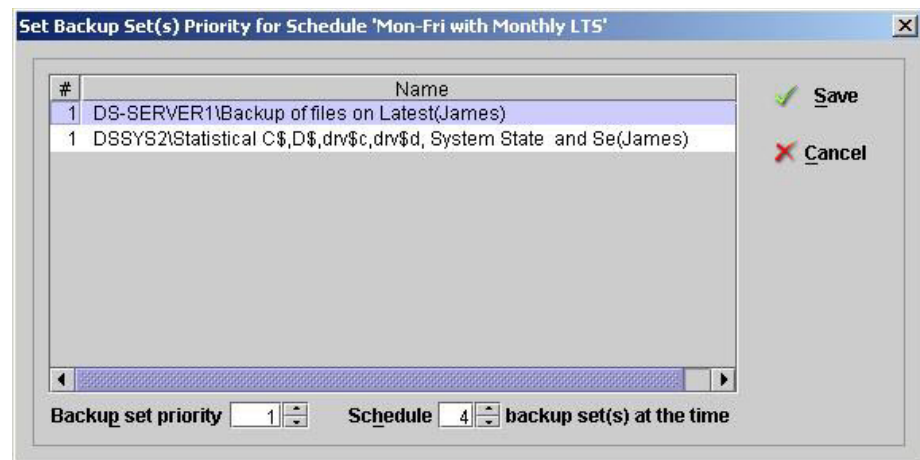 Set Backup Set(s) Priority for Schedule 'Mon-Fri with Monthly LTS'
# Name
1 DS-SERVER1\Backup of files on Latest(James)
1 DSSYS2\Statistical C$,D$,drv$c,drv$d, System State and Se(James)
Save
Cancel
Backup set priority 1 Schedule 4 backup set(s) at the time